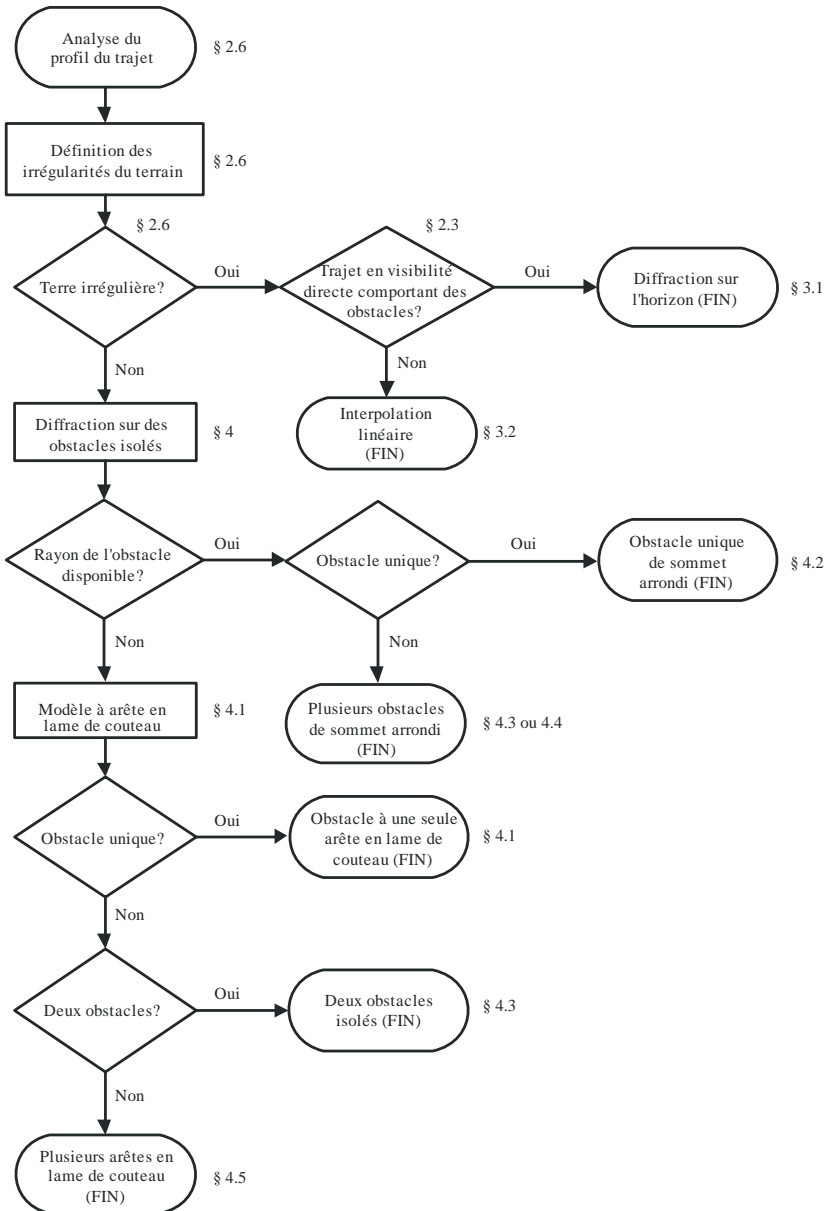 Analyse du
profil du trajet
§ 2.6
Définition des
irrégularités du terrain
§ 2.6
§ 2.6
Terre irrégulière?
Oui
§ 2.3
Trajet en visibilité
directe comportant des
obstacles?
Oui
Diffraction sur
l'horizon (FIN)
§ 3.1
Non
Non
Diffraction sur des
obstacles isolés
§ 4
Interpolation
linéaire
(FIN)
§ 3.2
Rayon de l'obstacle
disponible?
Oui
Obstacle unique?
Oui
Obstacle unique
de sommet
arrondi (FIN)
§ 4.2
Non
Non
Modèle à arête en
lame de couteau
§ 4.1
Plusieurs obstacles
de sommet arrondi
(FIN)
§ 4.3 ou 4.4
Obstacle unique?
Oui
Obstacle à une seule
arête en lame de
couteau (FIN)
§ 4.1
Non
Deux obstacles?
Oui
Deux obstacles
isolés (FIN)
§ 4.3
Non
Plusieurs arêtes en
lame de couteau
(FIN)
§ 4.5